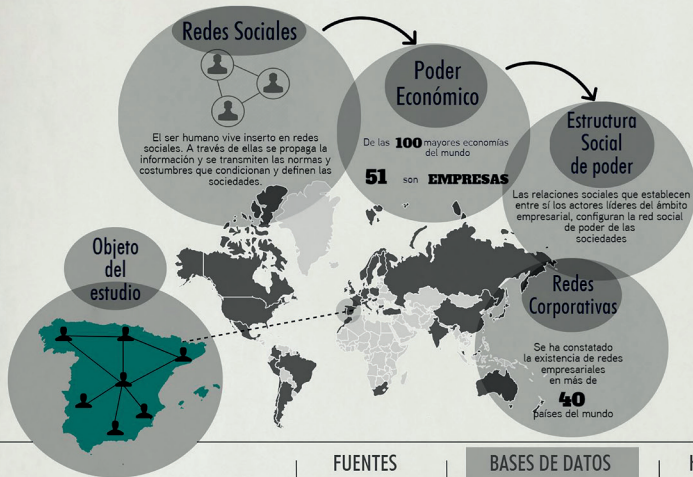 Redes Sociales
El ser humano vive inserto en redes
sociales. A través de ellas se propaga la
información y se transmiten las normas y
costumbres que condicionan y definen las
sociedades.
Poder
Económico
De las 100 mayores economías
del mundo
51 son EMPRESAS
Estructura
Social
de poder
Las relaciones sociales que establecen
entre sí los actores líderes del ámbito
empresarial, configuran la red social
de poder de las
sociedades
Redes
Corporativas
Se ha constatado
la existencia de redes
empresariales
en más de
40
países del mundo
Objeto
del
estudio
FUENTES
BASES DE DATOS